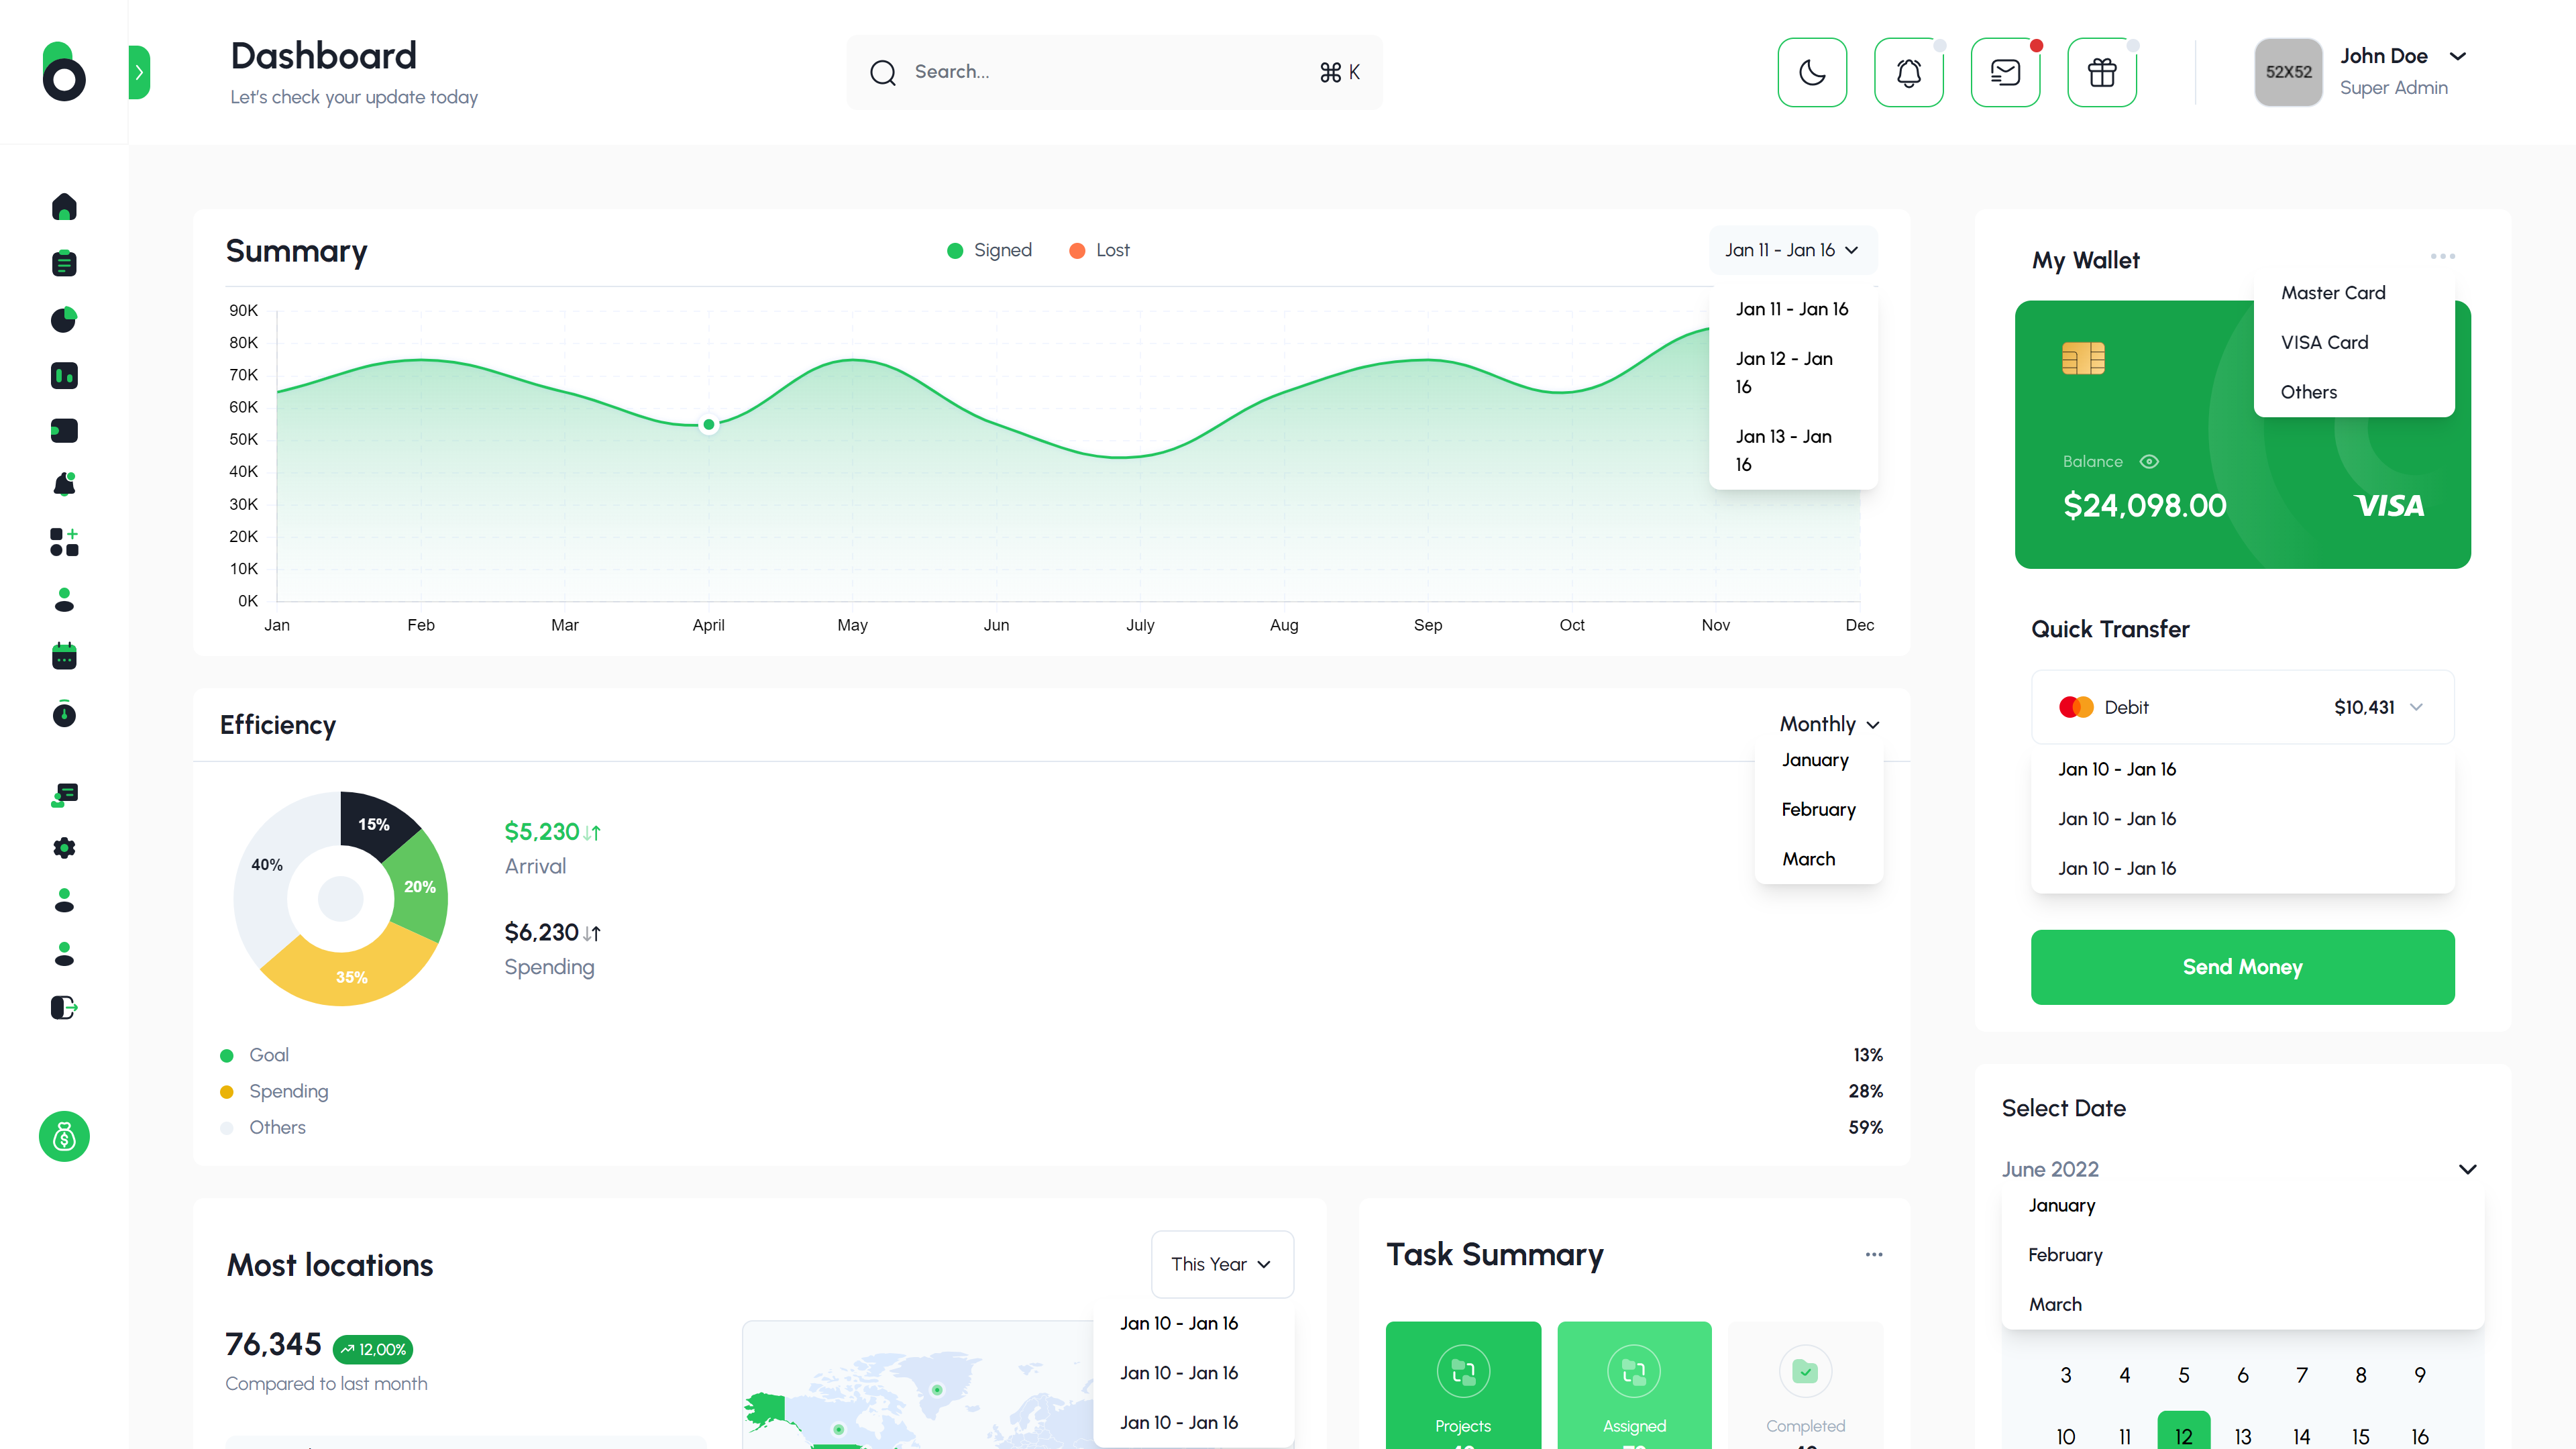 Dashboard
Let's check your update today
Search...
⌘ K
52X52
John Doe
Super Admin
Summary
Signed
Lost
Jan 11 - Jan 16
Jan 11 - Jan 16
Jan 12 - Jan
16
Jan 13 - Jan
16
90K
80K
70K
60K
50K
40K
30K
20K
10K
0K
Jan
Feb
Mar
April
May
Jun
July
Aug
Sep
Oct
Nov
Dec
Efficiency
Monthly
January
February
March
15%
20%
35%
40%
$5,230
Arrival
$6,230
Spending
Goal
13%
Spending
28%
Others
59%
Most locations
This Year
Jan 10 - Jan 16
Jan 10 - Jan 16
Jan 10 - Jan 16
76,345
12,00%
Compared to last month
Task Summary
Projects
Assigned
Completed
My Wallet
Master Card
VISA Card
Others
Balance
$24,098.00
VISA
Quick Transfer
Debit
$10,431
Jan 10 - Jan 16
Jan 10 - Jan 16
Jan 10 - Jan 16
Send Money
Select Date
June 2022
January
February
March
3 4 5 6 7 8 9
10 11 12 13 14 15 16